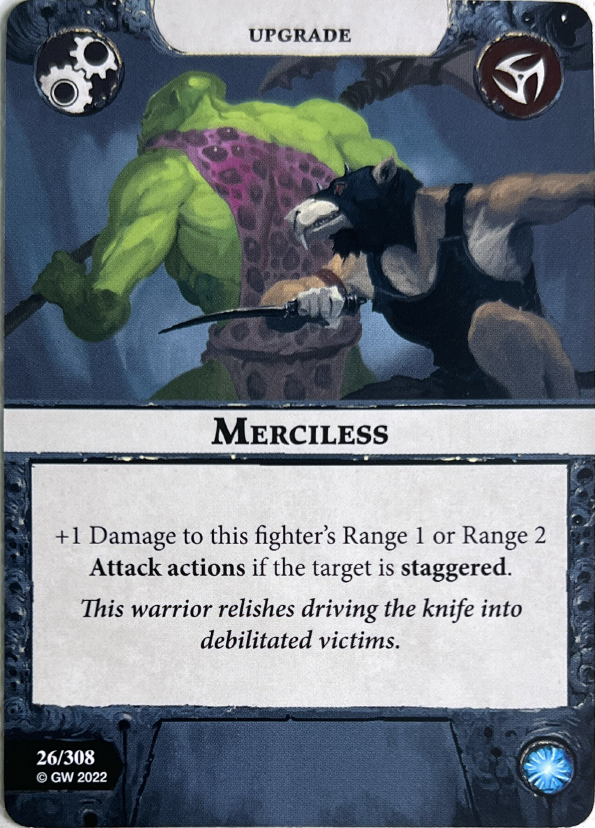 UPGRADE
MERCILESS
+1 Damage to this fighter's Range 1 or Range 2
Attack actions if the target is staggered.
This warrior relishes driving the knife into
debilitated victims.
26/308
© GW 2022